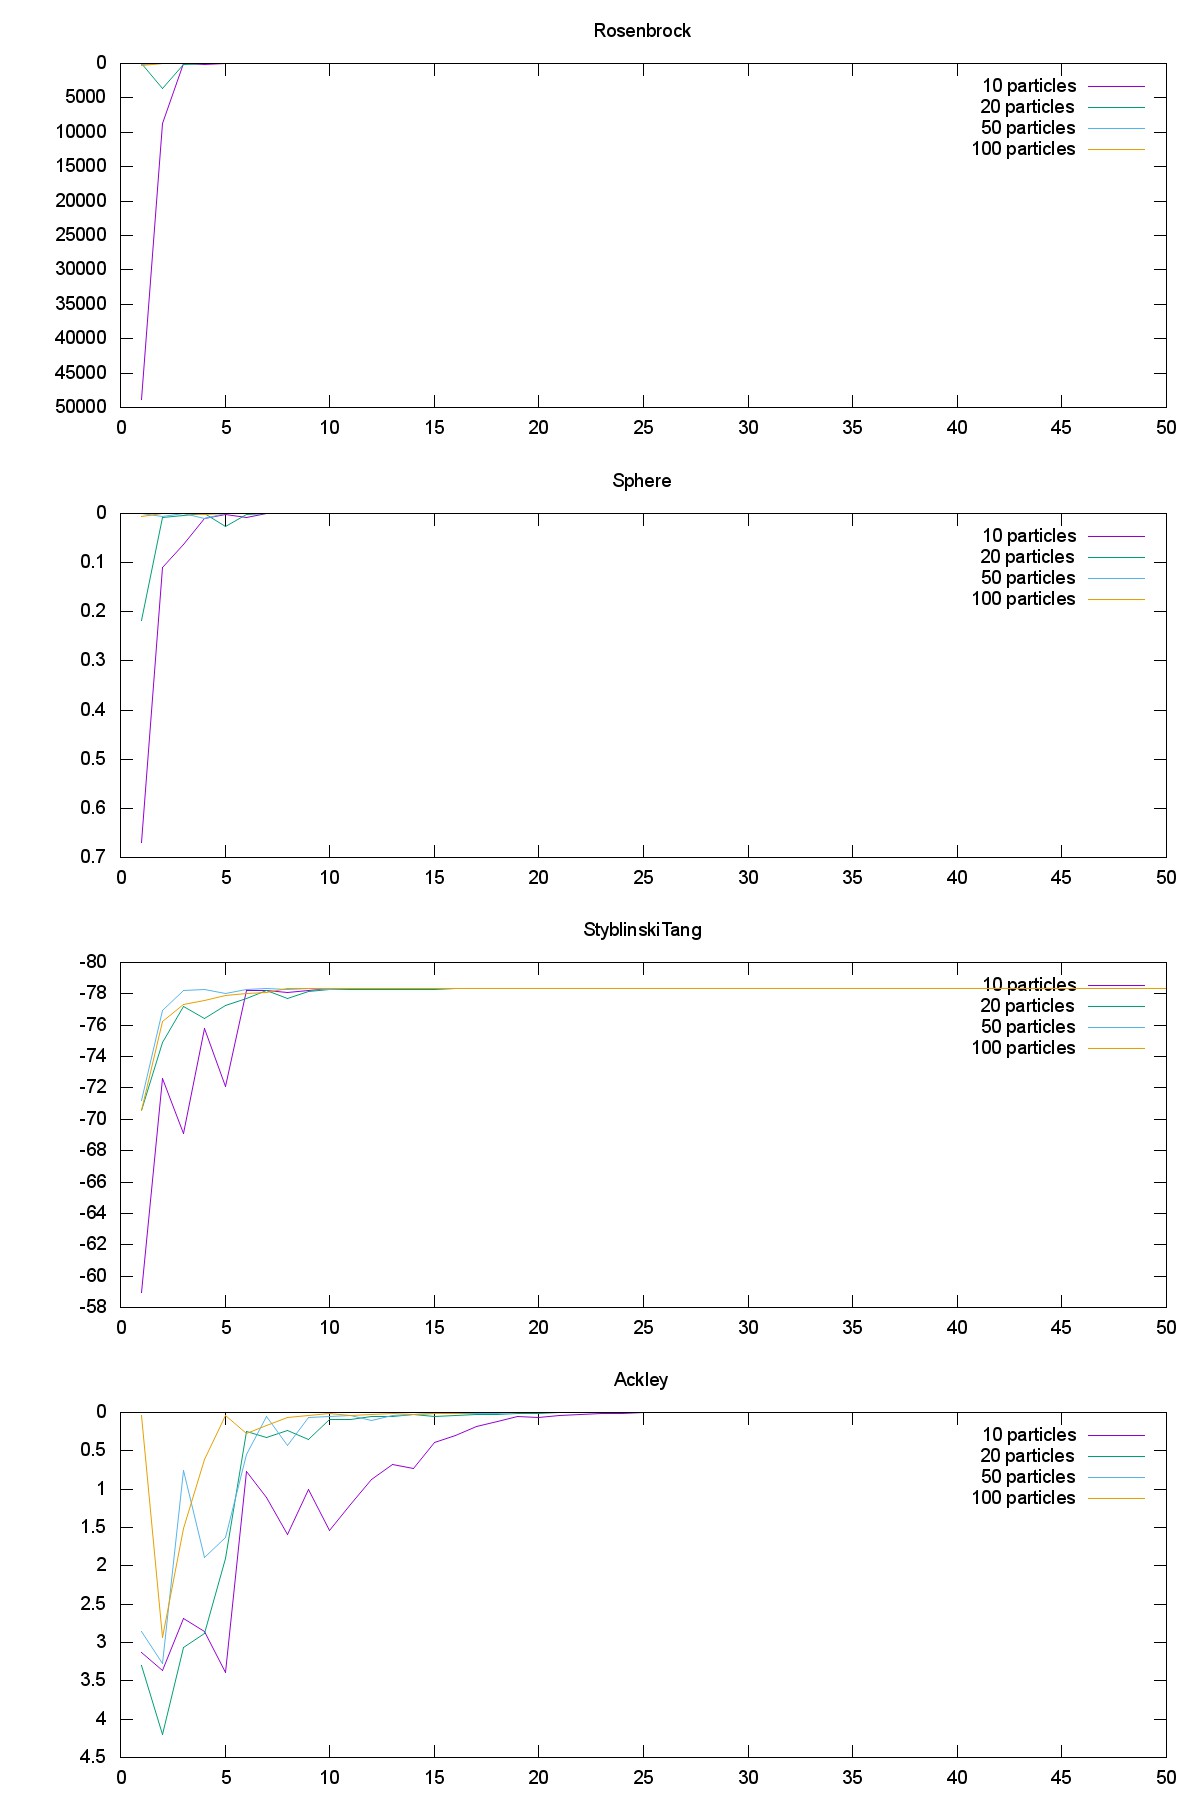 Rosenbrock
0
5000
10000
15000
20000
25000
30000
35000
40000
45000
50000
10 particles
20 particles
50 particles
100 particles
0 5 10 15 20 25 30 35 40 45 50
Sphere
0
0.1
0.2
0.3
0.4
0.5
0.6
0.7
10 particles
20 particles
50 particles
100 particles
0 5 10 15 20 25 30 35 40 45 50
StyblinskiTang
-80
-78
-76
-74
-72
-70
-68
-66
-64
-62
-60
-58
10 particles
20 particles
50 particles
100 particles
0 5 10 15 20 25 30 35 40 45 50
Ackley
0
0.5
1
1.5
2
2.5
3
3.5
4
4.5
10 particles
20 particles
50 particles
100 particles
0 5 10 15 20 25 30 35 40 45 50